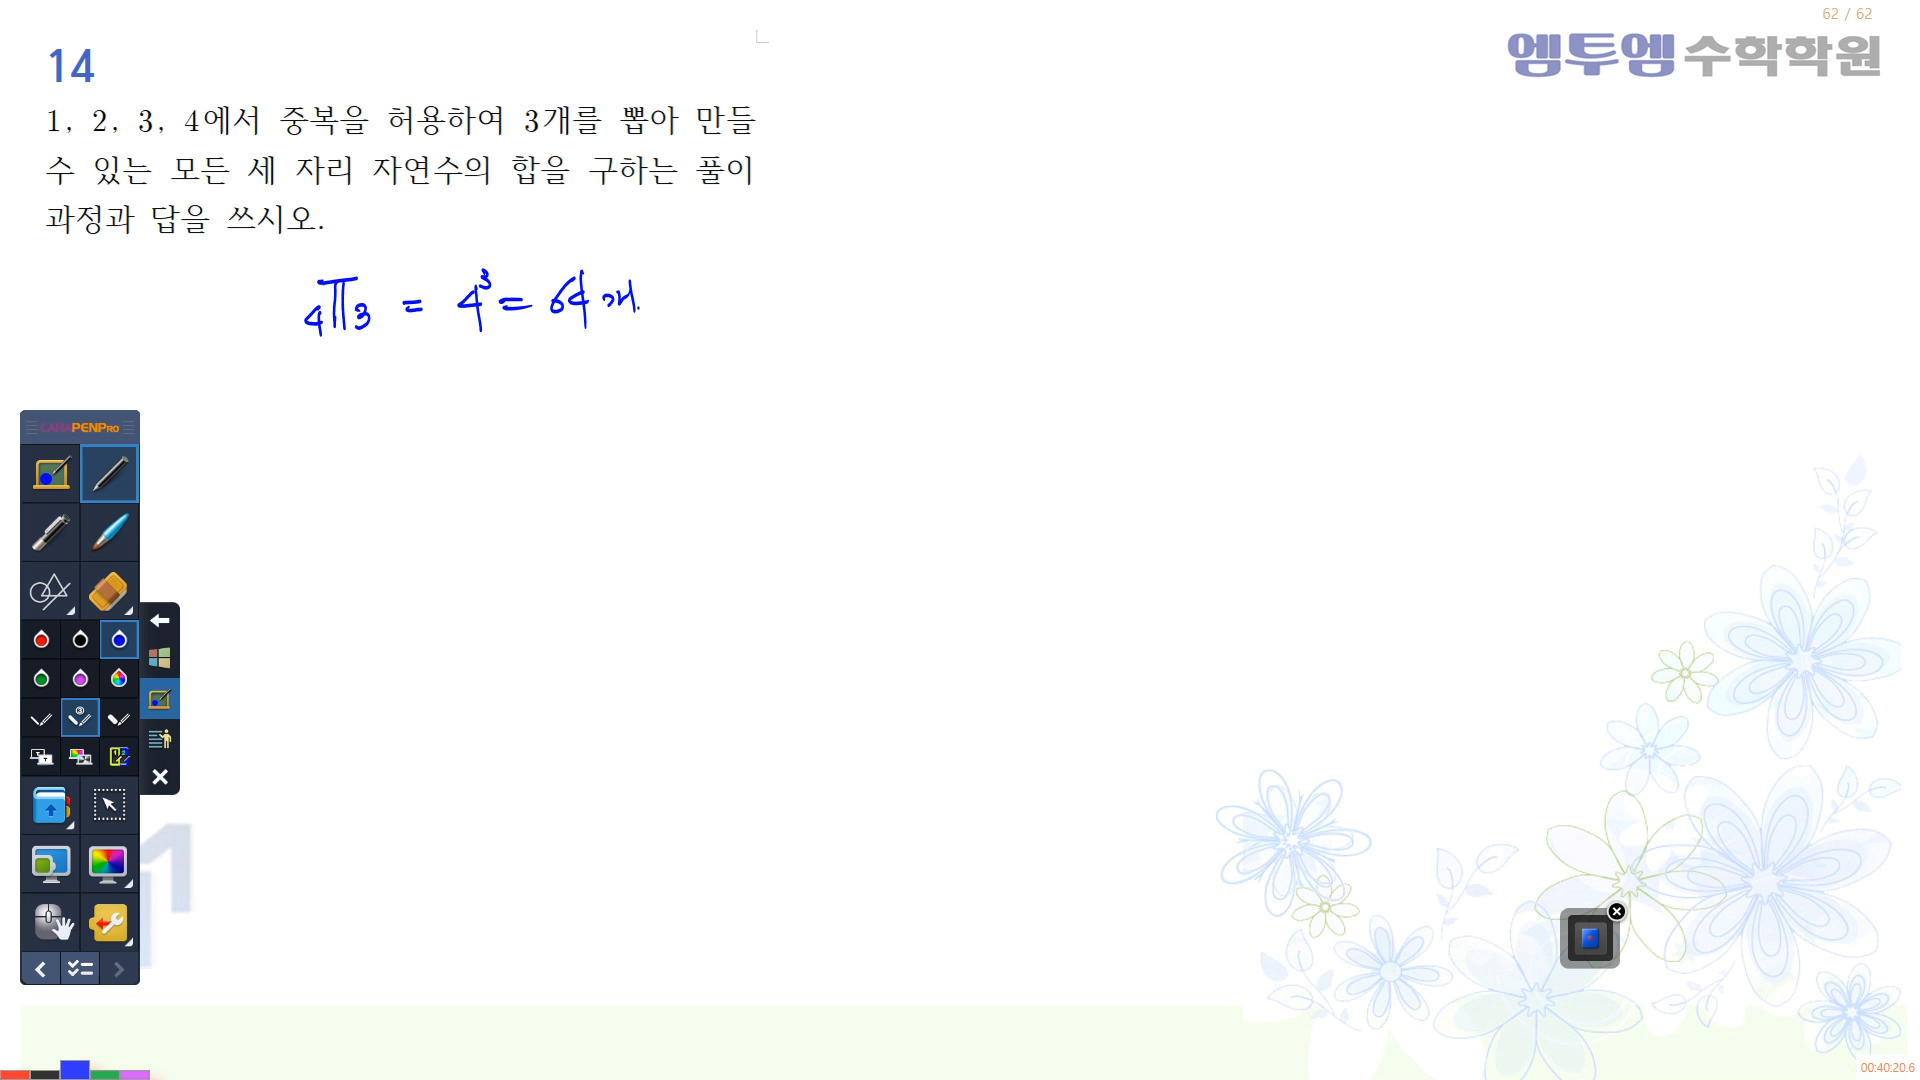 62 / 62
엠투엠 수학학원
14
1, 2, 3, 4에서 중복을 허용하여 3개를 뽑아 만들
수 있는 모든 세 자리 자연수의 합을 구하는 풀이
과정과 답을 쓰시오.
₄∏₃ = 4³ = 64개.
CAMAPENPRO
00:40:20.6